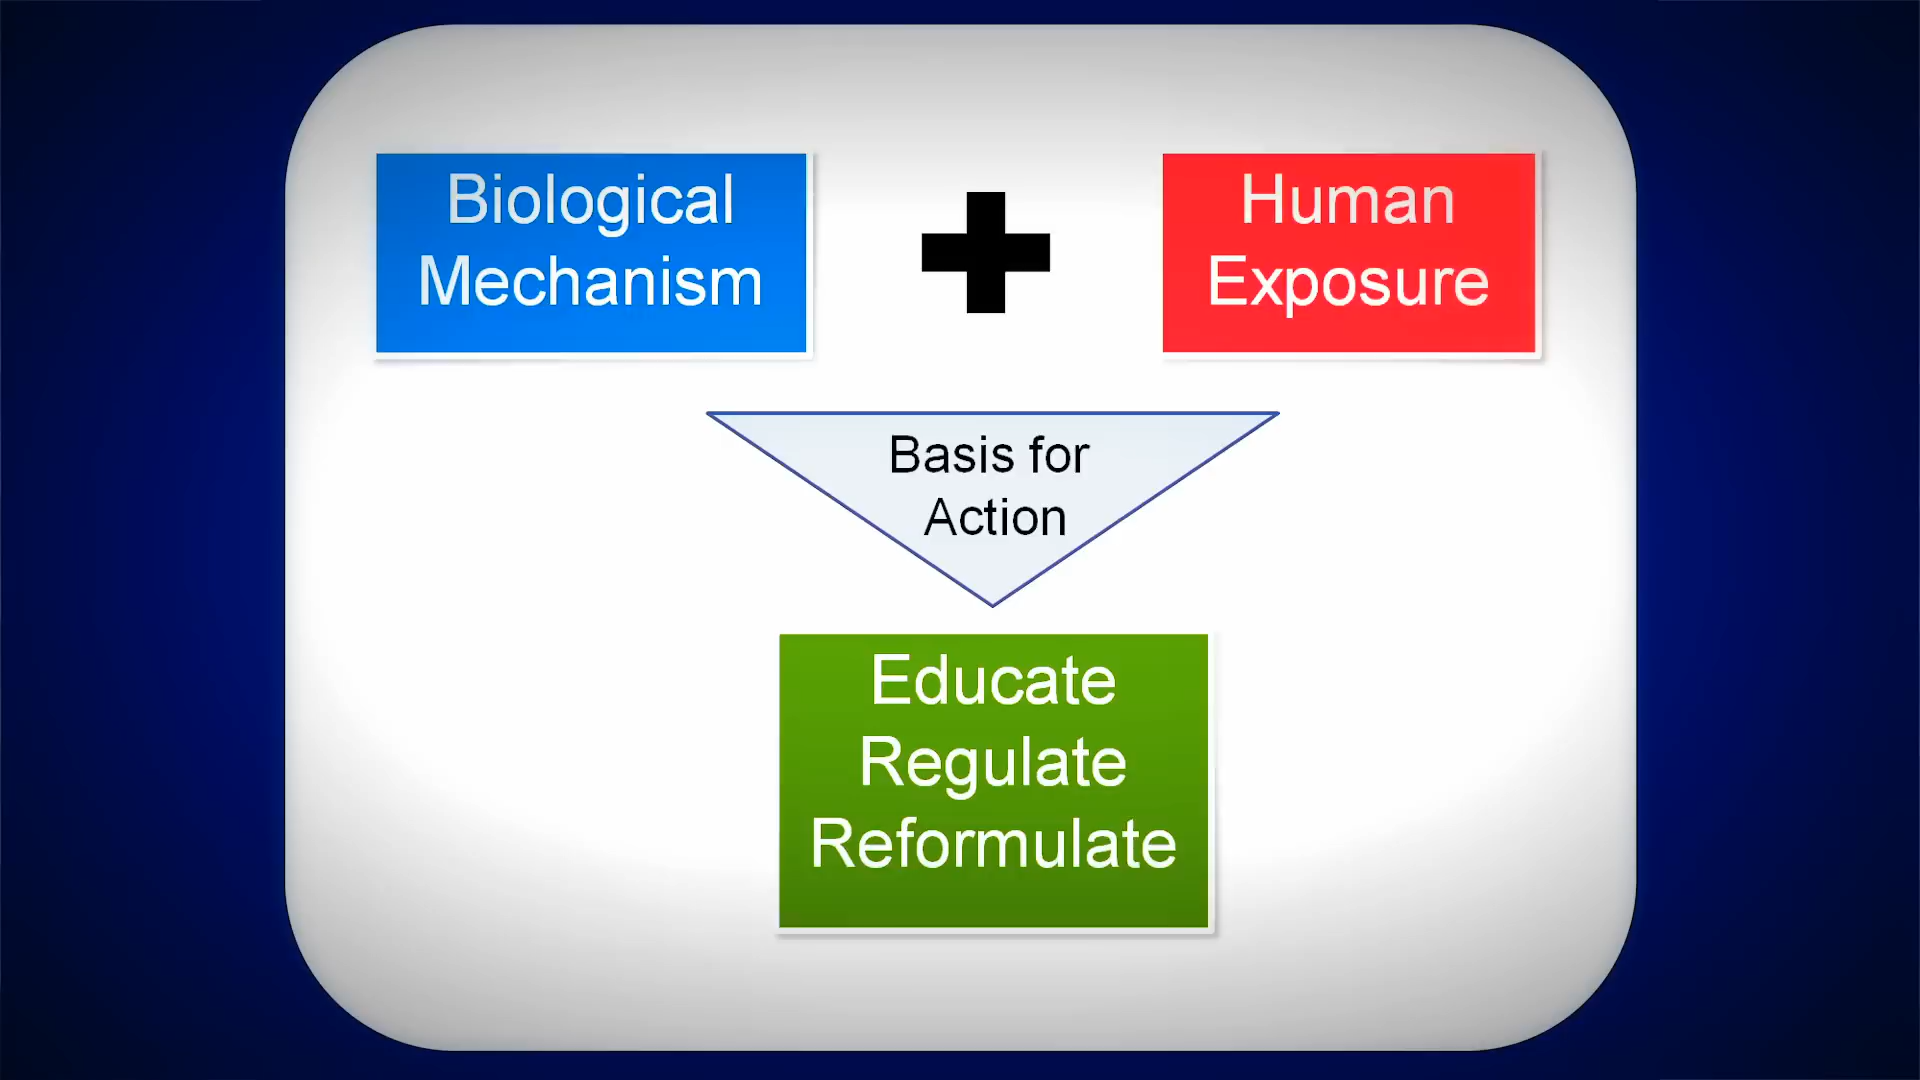 Biological
Mechanism
Human
Exposure
Basis for
Action
Educate
Regulate
Reformulate